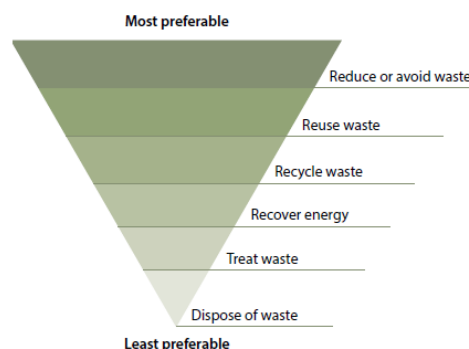 Most preferable
Reduce or avoid waste
Reuse waste
Recycle waste
Recover energy
Treat waste
Dispose of waste
Least preferable